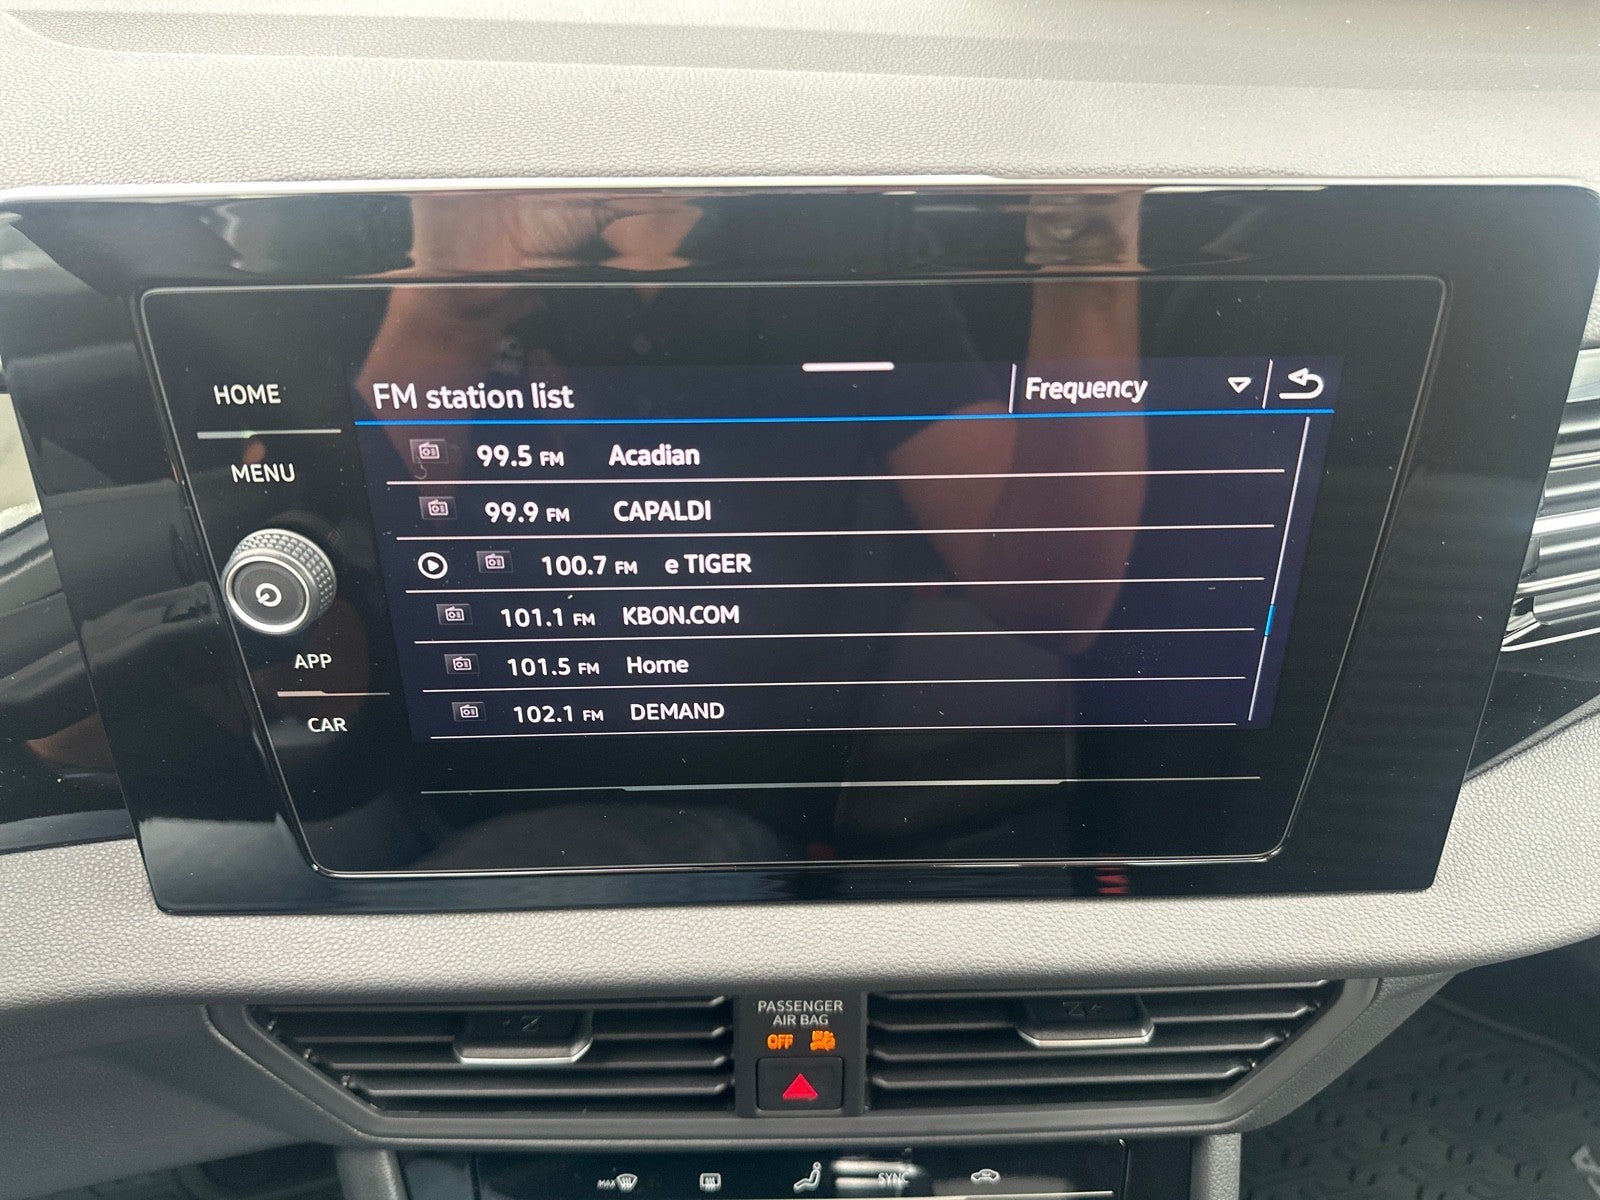 HOME
MENU
APP
CAR
FM station list
Frequency
99.5 FM Acadian
99.9 FM CAPALDI
100.7 FM e TIGER
101.1 FM KBON.COM
101.5 FM Home
102.1 FM DEMAND
PASSENGER
AIR BAG
OFF
MAX
SYNC